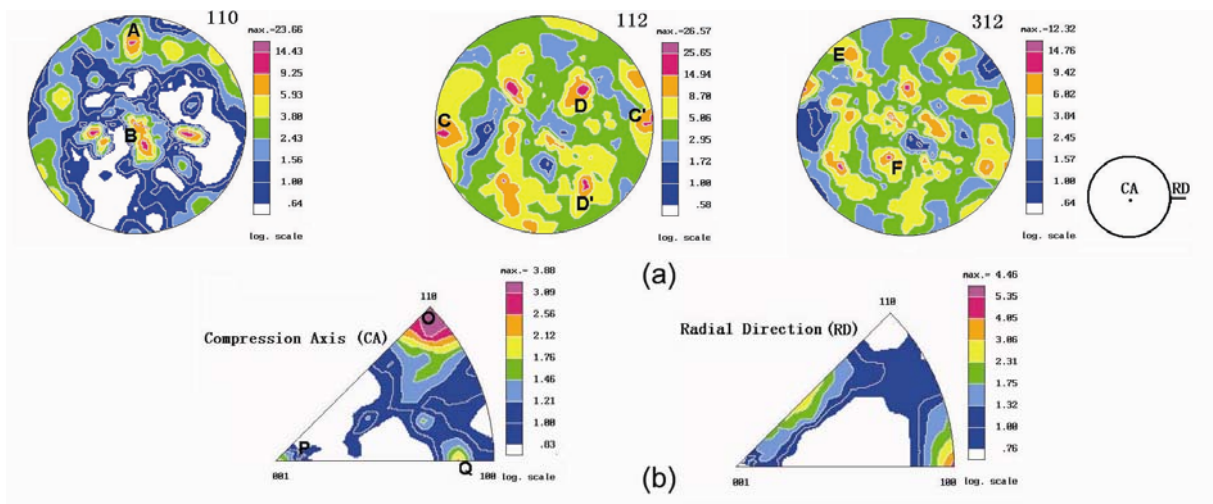 110
max.=23.66
14.43
9.25
5.93
3.80
2.43
1.56
1.00
.64
log. scale
A
B
112
max.=26.57
25.65
14.94
8.70
5.06
2.95
1.72
1.00
.58
log. scale
C
D
C'
D'
312
max.=12.32
14.76
9.42
6.02
3.84
2.45
1.57
1.00
.64
log. scale
E
F
CA
RD
(a)
Compression Axis (CA)
110
O
P
Q
001
100
max.= 3.88
3.09
2.56
2.12
1.76
1.46
1.21
1.00
.83
log. scale
Radial Direction (RD)
110
001
100
max.= 4.46
5.35
4.05
3.06
2.31
1.75
1.32
1.00
.76
log. scale
(b)